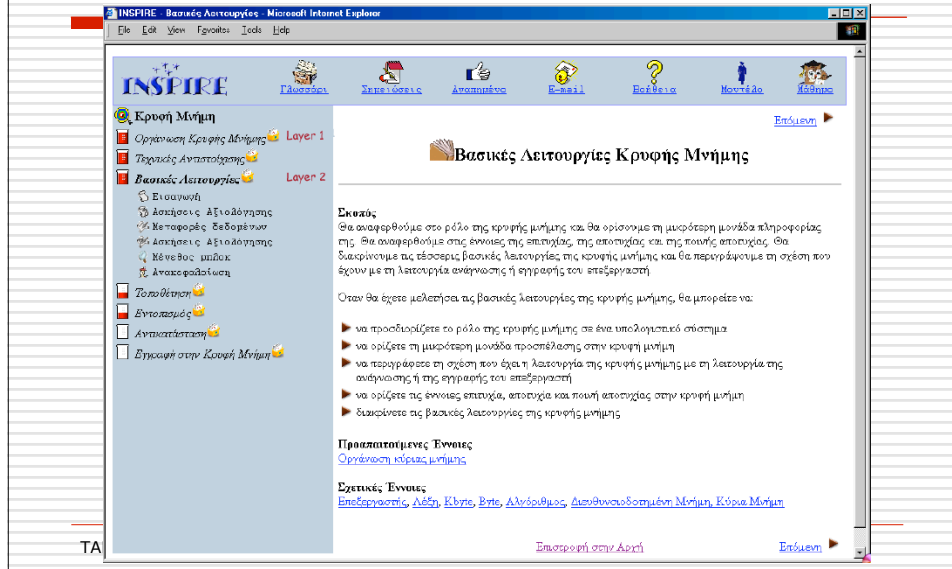 INSPIRE - Βασικές Λειτουργίες - Microsoft Internet Explorer
File Edit View Favorites Tools Help
INSPIRE
Γλωσσάρι Σημειώσεις Αγαπημένα E-mail Βοήθεια Μοντέλο Μάθημα
Κρυφή Μνήμη
Οργάνωση Κρυφής Μνήμης Layer 1
Τεχνικές Αντιστοίχισης
Βασικές Λειτουργίες Layer 2
Εισαγωγή
Ασκήσεις Αξιολόγησης
Μεταφορές δεδομένων
Ασκήσεις Αξιολόγησης
Μέγεθος μπλοκ
Ανακεφαλαίωση
Τοποθέτηση
Εντοπισμός
Αντικατάσταση
Εγγραφή στην Κρυφή Μνήμη
Επόμενη
Βασικές Λειτουργίες Κρυφής Μνήμης
Σκοπός
Θα αναφερθούμε στο ρόλο της κρυφής μνήμης και θα ορίσουμε τη μικρότερη μονάδα πληροφορίας
της. Θα αναφερθούμε στις έννοιες της επιτυχίας, της αποτυχίας και της ποινής αποτυχίας. Θα
διακρίνουμε τις τέσσερις βασικές λειτουργίες της κρυφής μνήμης και θα περιγράψουμε τη σχέση που
έχουν με τη λειτουργία ανάγνωσης ή εγγραφής του επεξεργαστή
Όταν θα έχετε μελετήσει τις βασικές λειτουργίες της κρυφής μνήμης, θα μπορείτε να:
να προσδιορίζετε το ρόλο της κρυφής μνήμης σε ένα υπολογιστικό σύστημα
να ορίζετε τη μικρότερη μονάδα προσπέλασης στην κρυφή μνήμη
να περιγράφετε τη σχέση που έχει η λειτουργία της κρυφής μνήμης με τη λειτουργία της
ανάγνωσης ή της εγγραφής του επεξεργαστή
να ορίζετε τις έννοιες επιτυχία, αποτυχία και ποινή αποτυχίας στην κρυφή μνήμη
διακρίνετε τις βασικές λειτουργίες της κρυφής μνήμης
Προαπαιτούμενες Έννοιες
Οργάνωση κύριας μνήμης
Σχετικές Έννοιες
Επεξεργαστής, Λέξη, Kbyte, Byte, Αλγόριθμος, Διευθυνσιοδοτημένη Μνήμη, Κύρια Μνήμη
Επιστροφή στην Αρχή Επόμενη